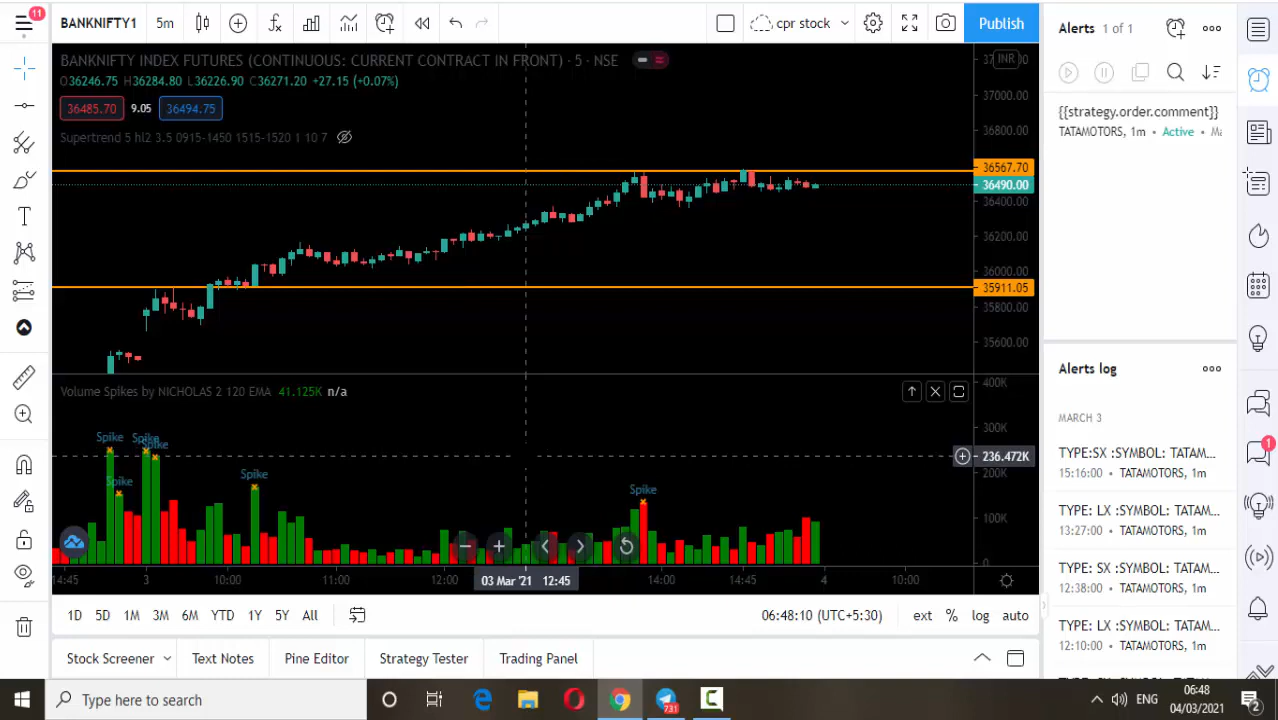 11
BANKNIFTY1 5m cpr stock Publish
Alerts 1 of 1
BANKNIFTY INDEX FUTURES (CONTINUOUS: CURRENT CONTRACT IN FRONT) · 5 · NSE
INR
O36246.75 H36284.80 L36226.90 C36271.20 +27.15 (+0.07%)
36485.70 9.05 36494.75
Supertrend 5 hl2 3.5 0915-1450 1515-1520 1 10 7
37000.00
36800.00
36567.70
36490.00
36400.00
36200.00
36000.00
35911.05
35800.00
35600.00
{{strategy.order.comment}}
TATAMOTORS, 1m • Active • Ma
Volume Spikes by NICHOLAS 2 120 EMA 41.125K n/a
400K
300K
236.472K
200K
100K
0
Spike
Spike
Spike
Spike
Spike
Spike
14:45 3 10:00 11:00 12:00 03 Mar '21 12:45 14:00 14:45 4 10:00
1D 5D 1M 3M 6M YTD 1Y 5Y All
06:48:10 (UTC+5:30) ext % log auto
Stock Screener Text Notes Pine Editor Strategy Tester Trading Panel
Alerts log
MARCH 3
TYPE:SX :SYMBOL: TATAM...
15:16:00 • TATAMOTORS, 1m
TYPE: LX :SYMBOL: TATAM...
13:27:00 • TATAMOTORS, 1m
TYPE: SX :SYMBOL: TATAM...
12:38:00 • TATAMOTORS, 1m
TYPE: LX :SYMBOL: TATAM...
12:10:00 • TATAMOTORS, 1m
1
Type here to search
731
ENG
06:48
04/03/2021
2